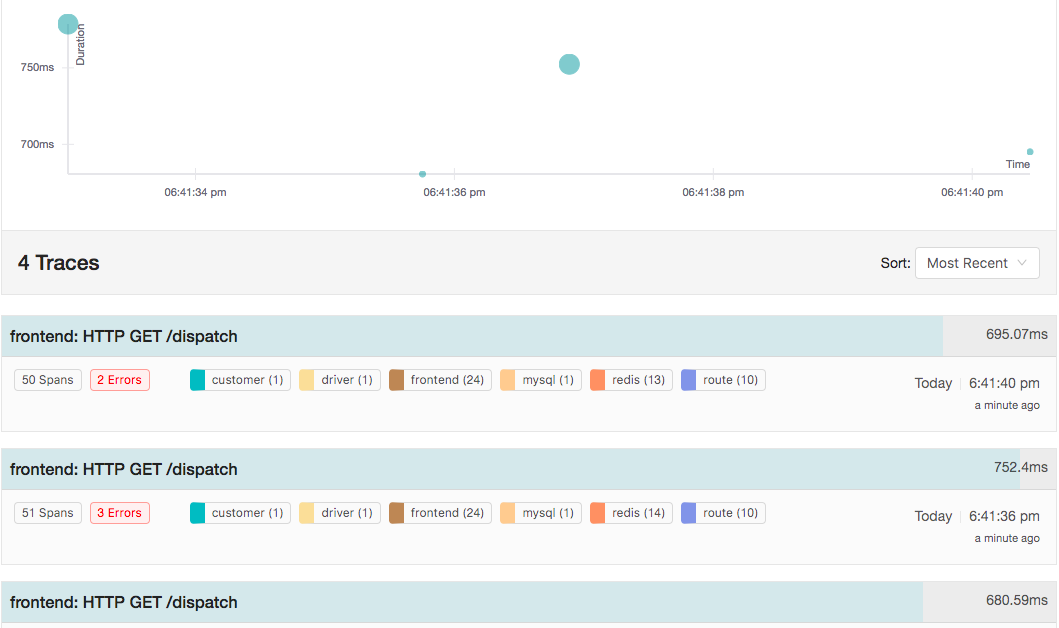 Duration
750ms
700ms
Time
06:41:34 pm 06:41:36 pm 06:41:38 pm 06:41:40 pm
4 Traces Sort: Most Recent
frontend: HTTP GET /dispatch 695.07ms
50 Spans 2 Errors customer (1) driver (1) frontend (24) mysql (1) redis (13) route (10) Today 6:41:40 pm
a minute ago
frontend: HTTP GET /dispatch 752.4ms
51 Spans 3 Errors customer (1) driver (1) frontend (24) mysql (1) redis (14) route (10) Today 6:41:36 pm
a minute ago
frontend: HTTP GET /dispatch 680.59ms